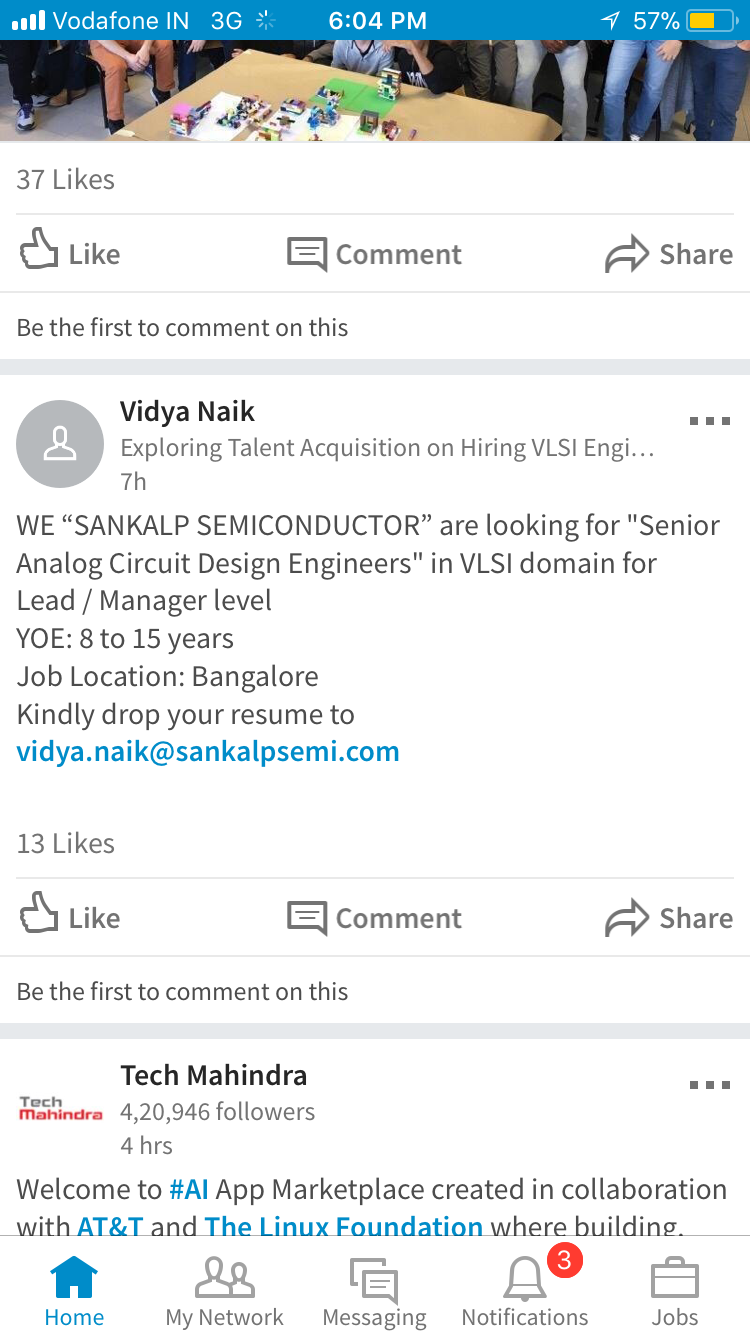 Vodafone IN 3G 6:04 PM 57%
37 Likes
Like Comment Share
Be the first to comment on this
Vidya Naik
Exploring Talent Acquisition on Hiring VLSI Engi...
7h
WE “SANKALP SEMICONDUCTOR” are looking for "Senior
Analog Circuit Design Engineers" in VLSI domain for
Lead / Manager level
YOE: 8 to 15 years
Job Location: Bangalore
Kindly drop your resume to
vidya.naik@sankalpsemi.com
13 Likes
Like Comment Share
Be the first to comment on this
Tech Mahindra
Tech
Mahindra
4,20,946 followers
4 hrs
Welcome to #AI App Marketplace created in collaboration
with AT&T and The Linux Foundation where building,
3
Home My Network Messaging Notifications Jobs